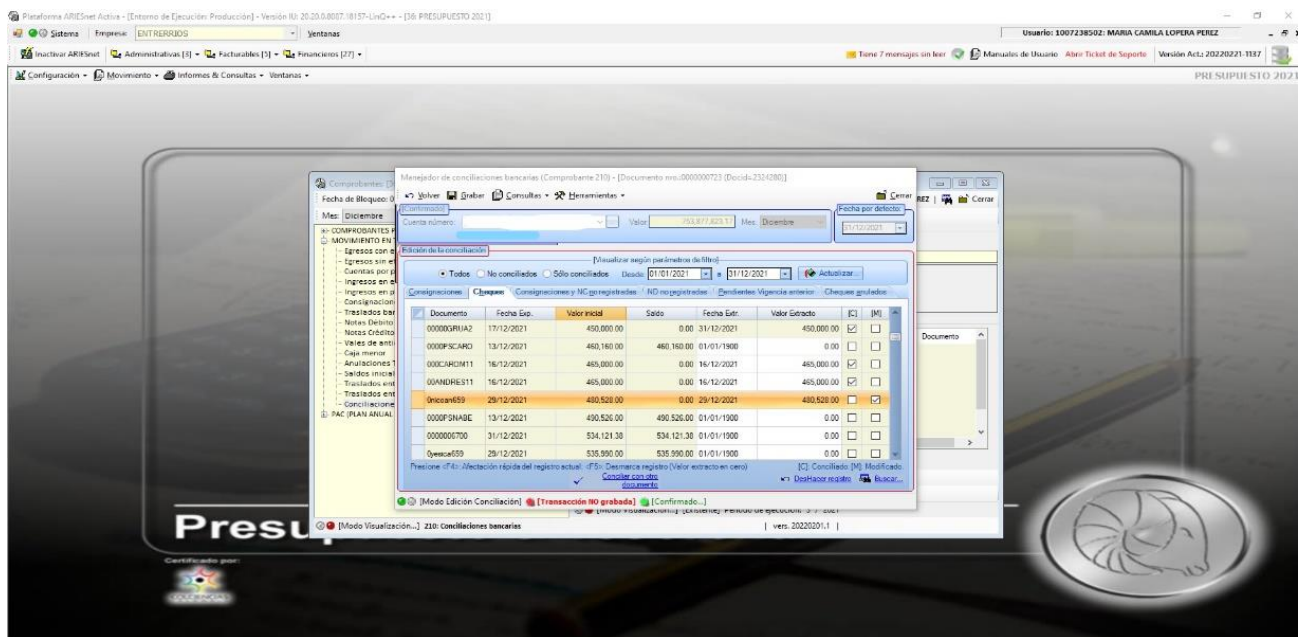 Plataforma ARIESnet Activa - [Entorno de Ejecución: Producción] - Versión IU: 20.20.0.8087.18157-LinQ++ - [36: PRESUPUESTO 2021]
Sistema Empresa: ENTRERRIOS Ventanas Usuario: 1007238502: MARIA CAMILA LOPERA PEREZ
Inactivar ARIESnet Administrativas [3] Facturables [5] Financieros [27] Tiene 7 mensajes sin leer Manuales de Usuario Abrir Ticket de Soporte Versión Act.: 20220221-1137
Configuración Movimiento Informes & Consultas Ventanas PRESUPUESTO 2021
Comprobantes:
Fecha de Bloqueo: REZ Cerrar
Mes: Diciembre
COMPROBANTES P
MOVIMIENTO EN
Egresos con e
Egresos sin ef
Cuentas por p
Ingresos en e
Ingresos en p
Consignacion
Traslados ban
Notas Débito
Notas Crédito
Vales de anti
Caja menor
Anulaciones
Saldos inicial
Traslados ent
Traslados ent
Conciliacione
PAC (PLAN ANUAL
Manejador de conciliaciones bancarias (Comprobante 210) - [Documento nro.:0000000723 (Docid=2324280)]
Volver Grabar Consultas Herramientas Cerrar
[Confirmado] Fecha por defecto:
Cuenta número: Valor Mes: Diciembre 31/12/2021
Edición de la conciliación
[Visualizar según parámetros de filtro]
Todos No conciliados Sólo conciliados Desde 01/01/2021 a 31/12/2021 Actualizar...
Consignaciones Cheques Consignaciones y NC no registradas ND no registradas Pendientes Vigencia anterior Cheques anulados
Documento Fecha Exp. Valor inicial Saldo Fecha Extr. Valor Extracto [C] [M]
00000GRUA2 17/12/2021 450,000.00 0.00 31/12/2021 450,000.00
0000PSCARO 13/12/2021 460,160.00 460,160.00 01/01/1900 0.00
000CAROM11 16/12/2021 465,000.00 0.00 16/12/2021 465,000.00
00ANDRES11 16/12/2021 465,000.00 0.00 16/12/2021 465,000.00
29/12/2021 480,528.00 0.00 29/12/2021 480,528.00
0000PSNABE 13/12/2021 490,526.00 490,526.00 01/01/1900 0.00
0000006700 31/12/2021 534,121.38 534,121.38 01/01/1900 0.00
0yesica659 29/12/2021 535,990.00 535,990.00 01/01/1900 0.00
Documento
Presione <F4>: Afectación rápida del registro actual, <F5>: Desmarca registro (Valor extracto en cero) [C]: Conciliado [M]: Modificado
Conciliar con otro documento DesHacer registro Buscar...
[Modo Edición Conciliación] [Transacción NO grabada] [Confirmado...]
[Modo Visualización...] 210: Conciliaciones bancarias vers. 20220201.1
Presu
Certificado por:
COLCIENCIAS